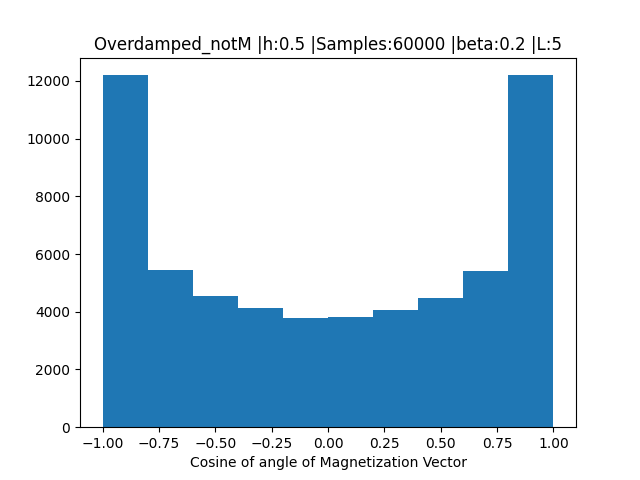 Overdamped_notM |h:0.5 |Samples:60000 |beta:0.2 |L:5
12000
10000
8000
6000
4000
2000
0
−1.00 −0.75 −0.50 −0.25 0.00 0.25 0.50 0.75 1.00
Cosine of angle of Magnetization Vector